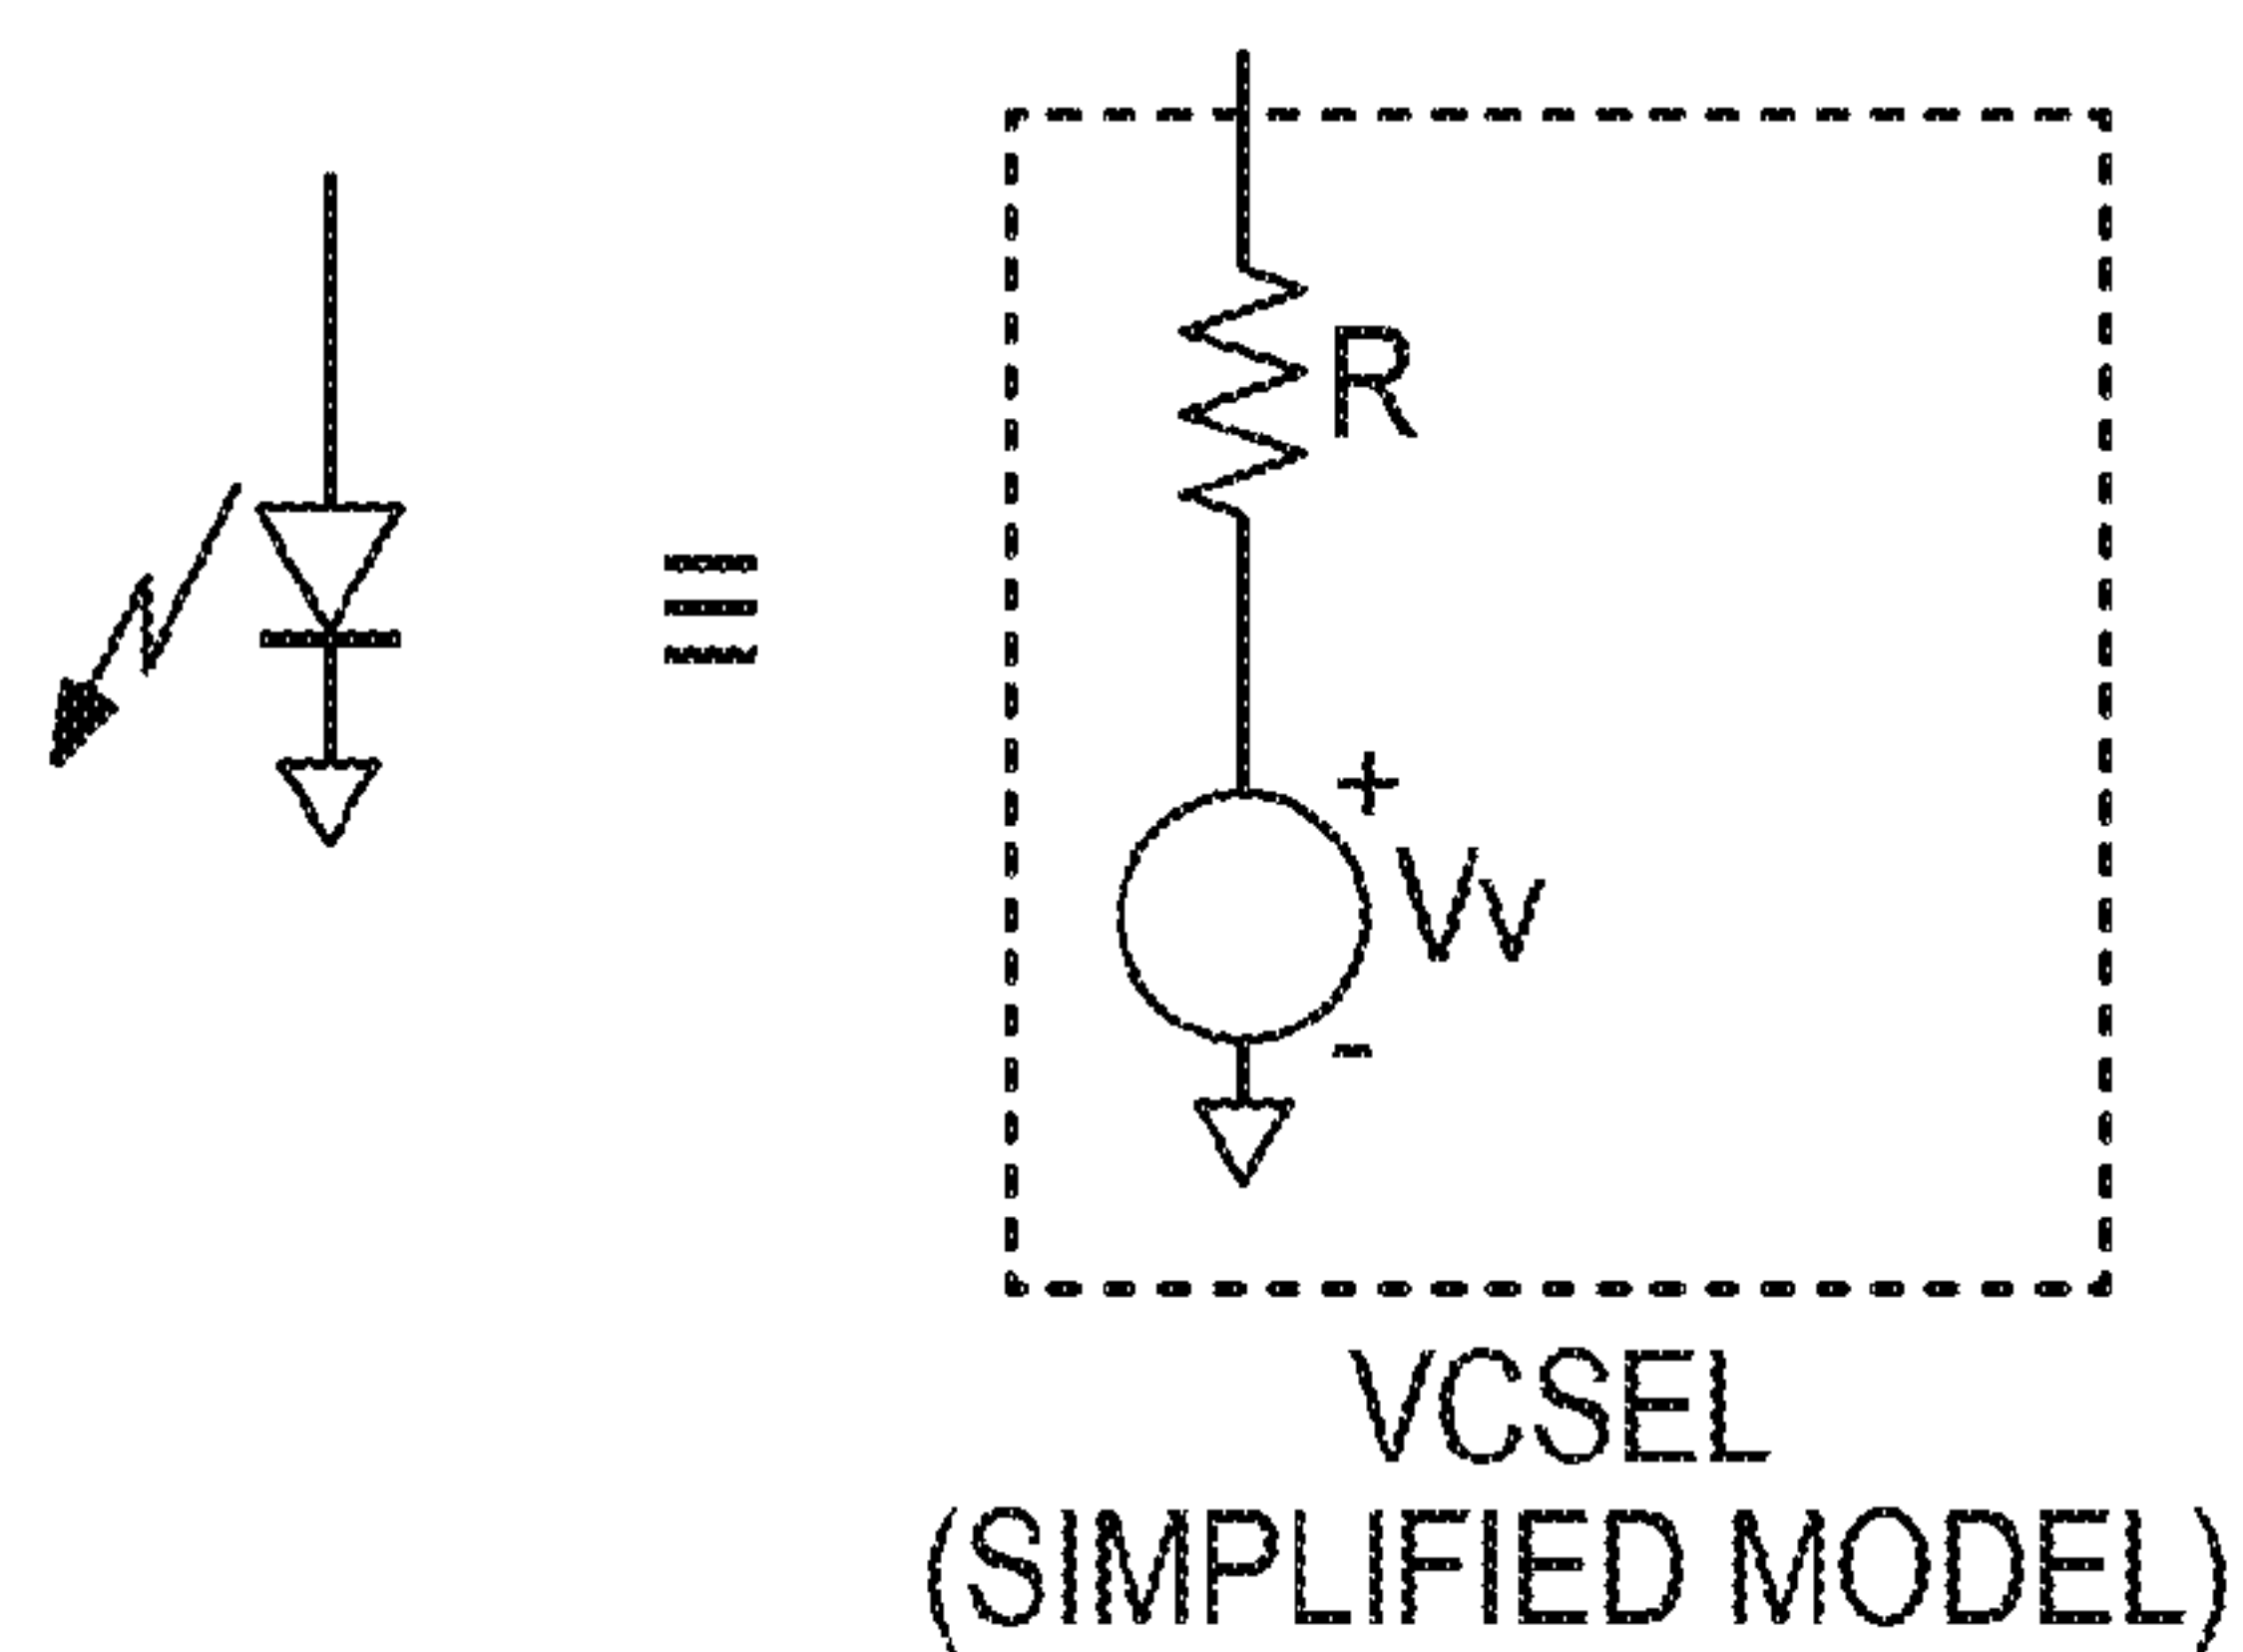 R
+
Vv
-
VCSEL
(SIMPLIFIED MODEL)